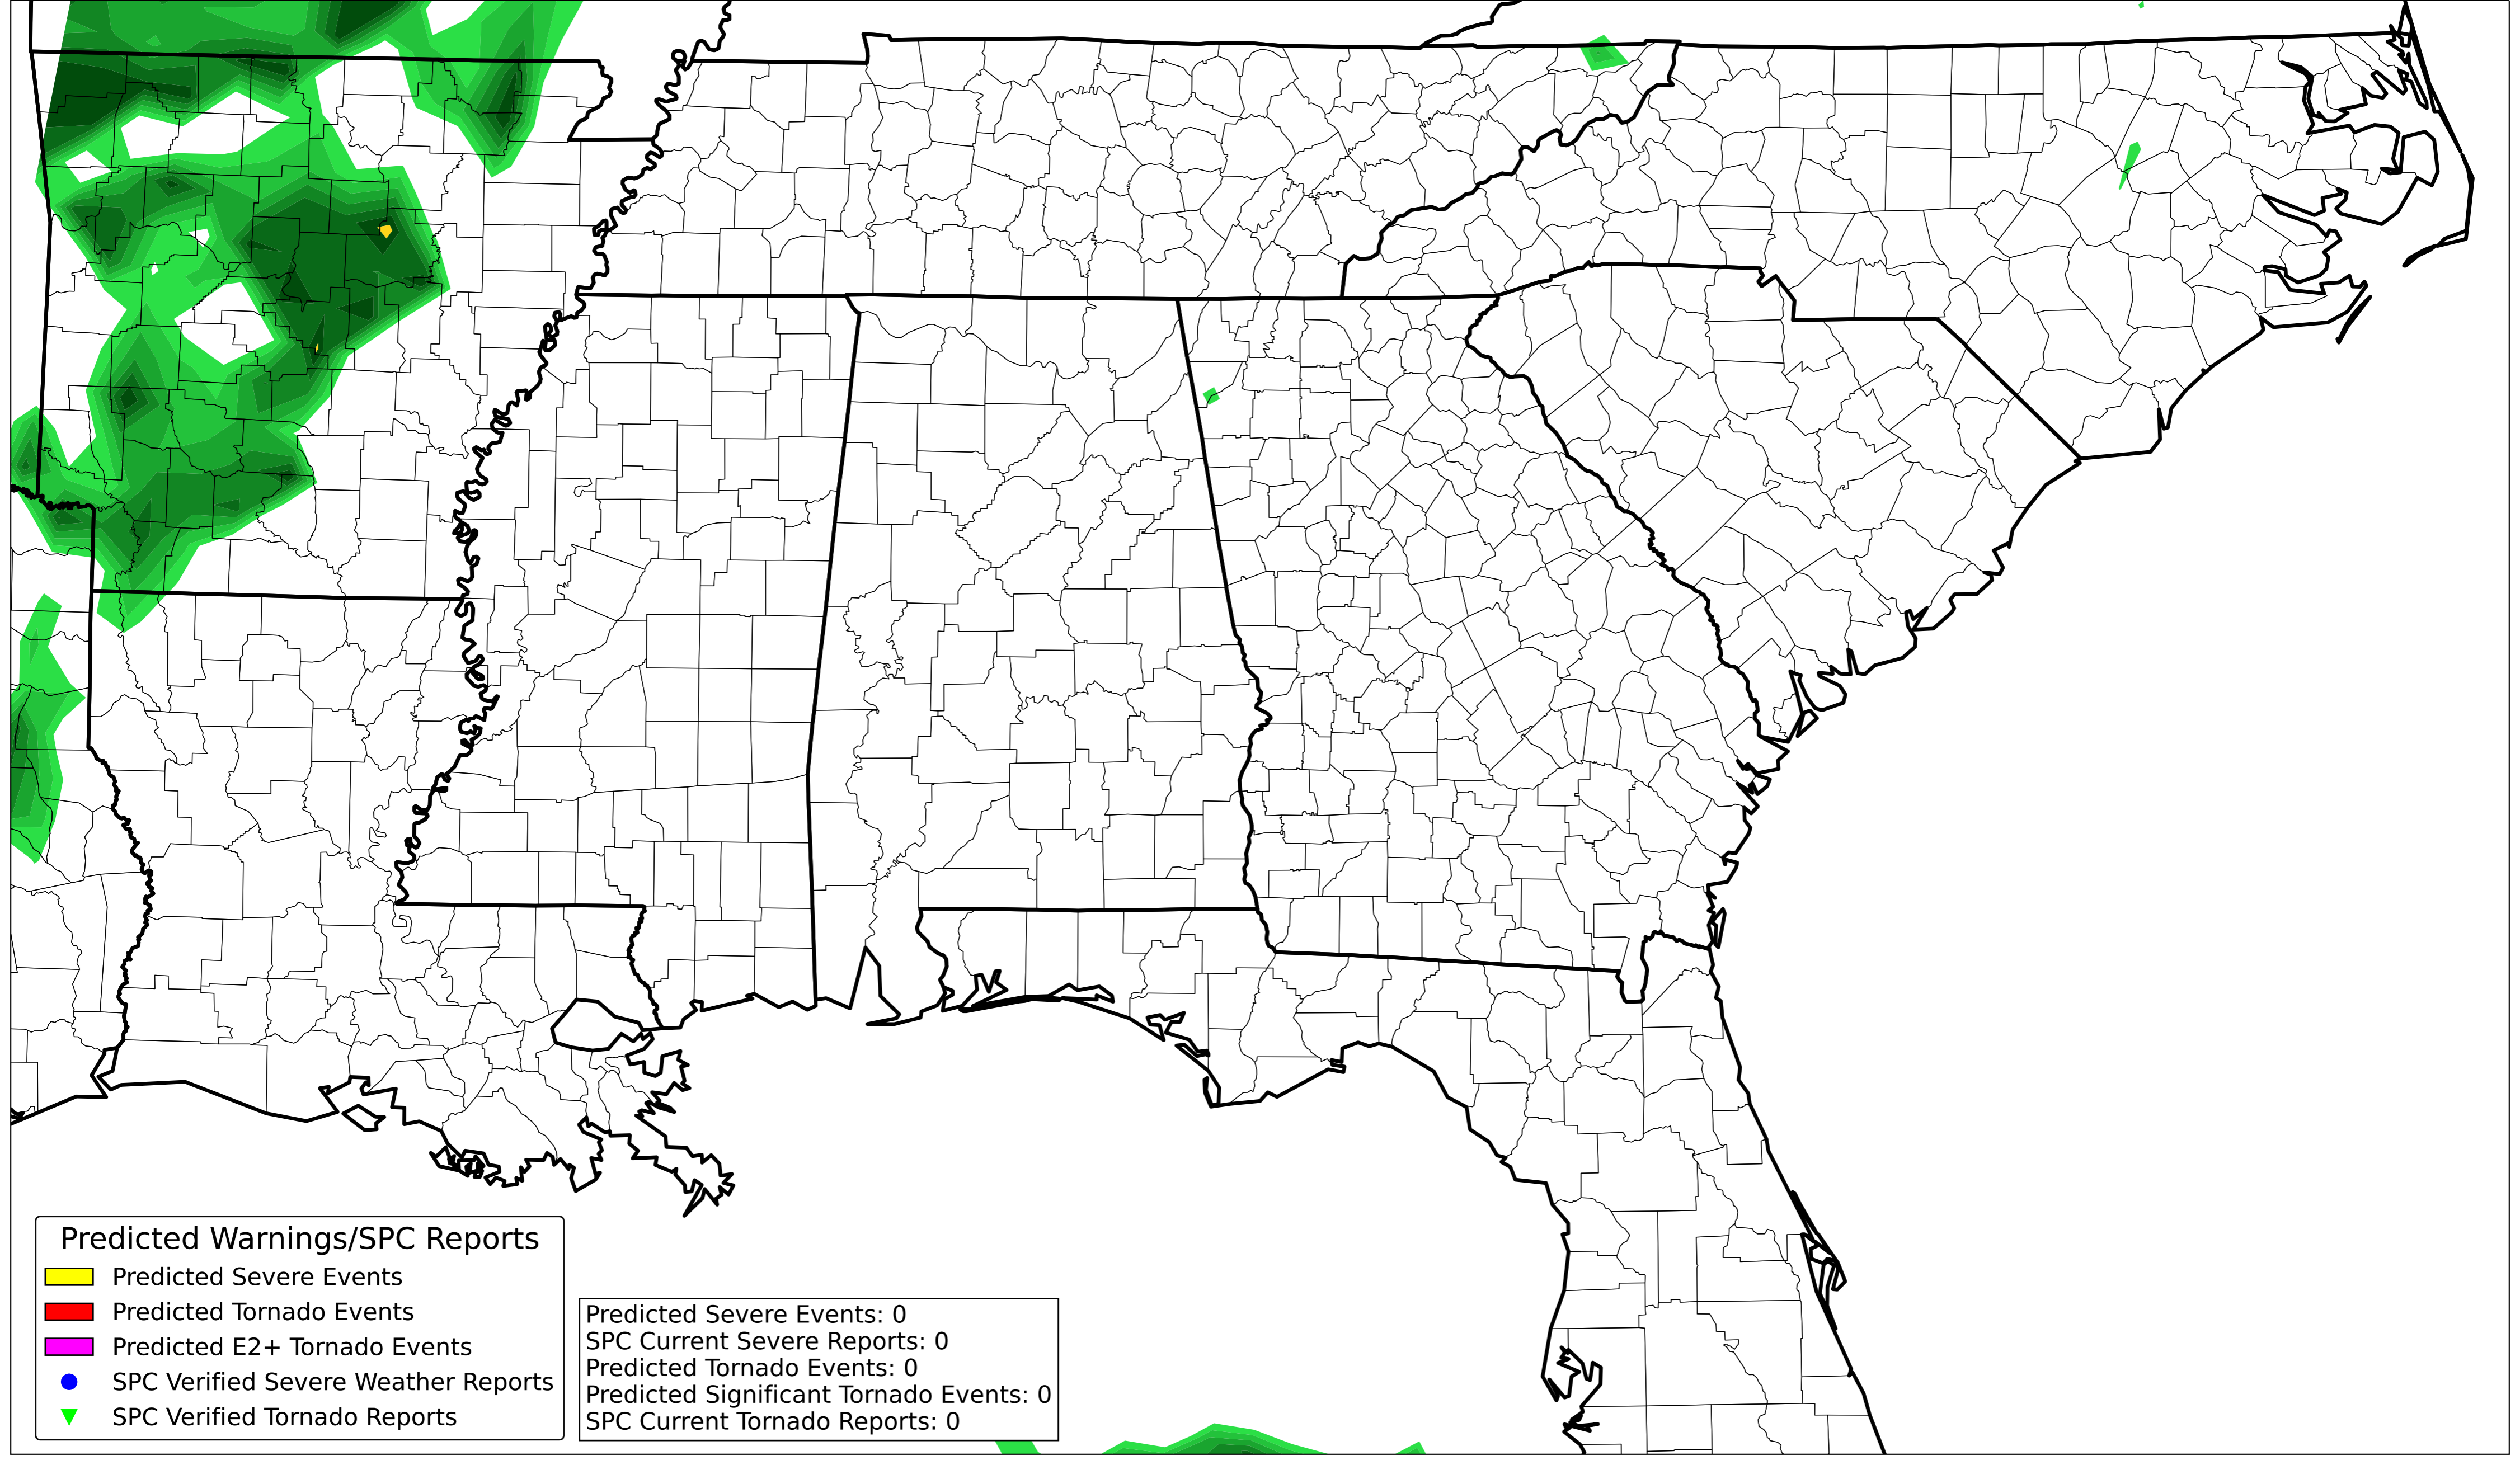 Predicted Warnings/SPC Reports
Predicted Severe Events
Predicted Tornado Events
Predicted E2+ Tornado Events
SPC Verified Severe Weather Reports
SPC Verified Tornado Reports
Predicted Severe Events: 0
SPC Current Severe Reports: 0
Predicted Tornado Events: 0
Predicted Significant Tornado Events: 0
SPC Current Tornado Reports: 0